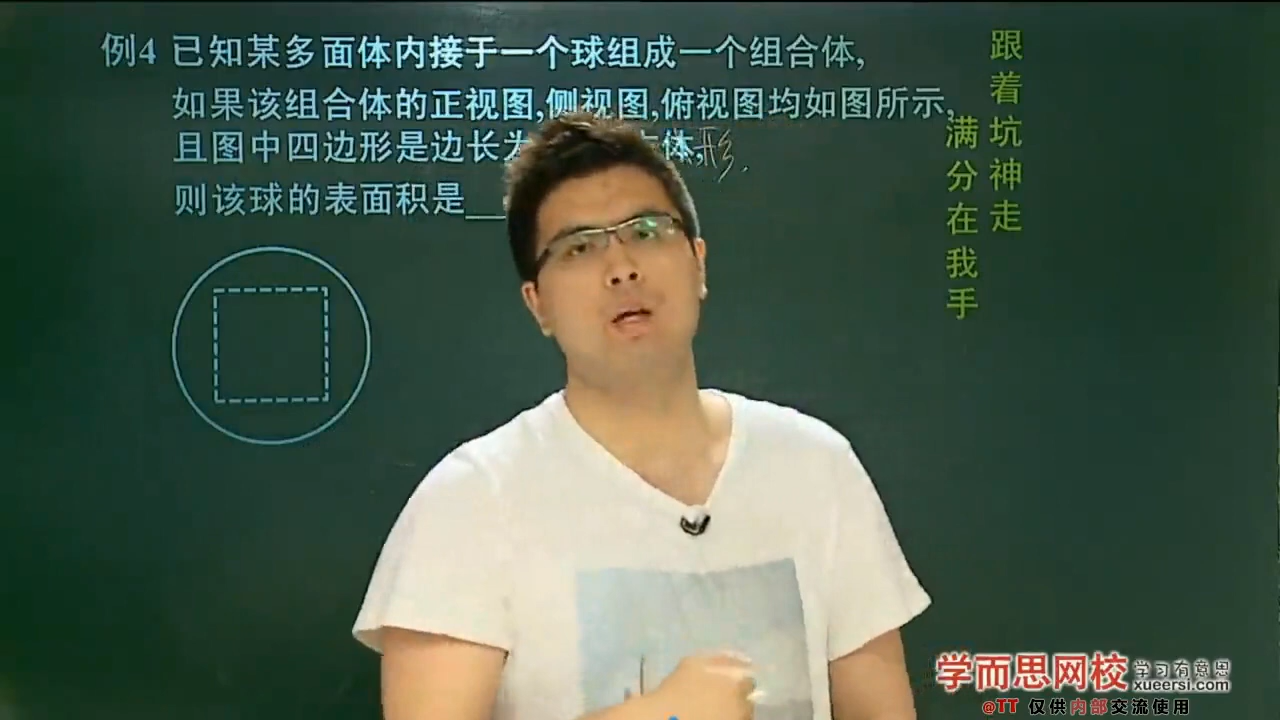 例4 已知某多面体内接于一个球组成一个组合体,
如果该组合体的正视图,侧视图,俯视图均如图所示,
且图中四边形是边长为 体,形.
则该球的表面积是__
跟着坑神走
满分在我手
学而思网校 学习有意思
xueersi.com
@TT 仅供内部交流使用